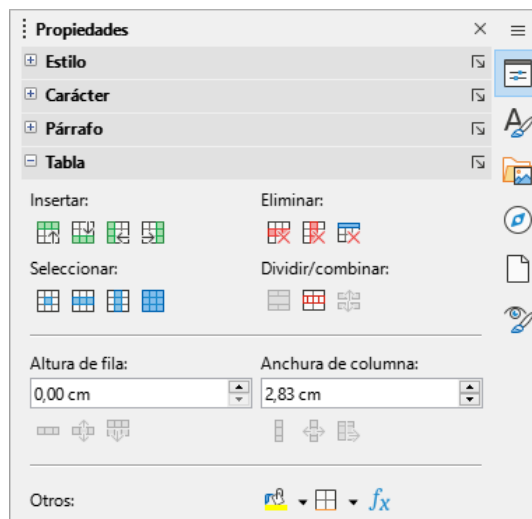 Propiedades
Estilo
Carácter
Párrafo
Tabla
Insertar: Eliminar:
Seleccionar: Dividir/combinar:
Altura de fila: Anchura de columna:
0,00 cm 2,83 cm
Otros: fx